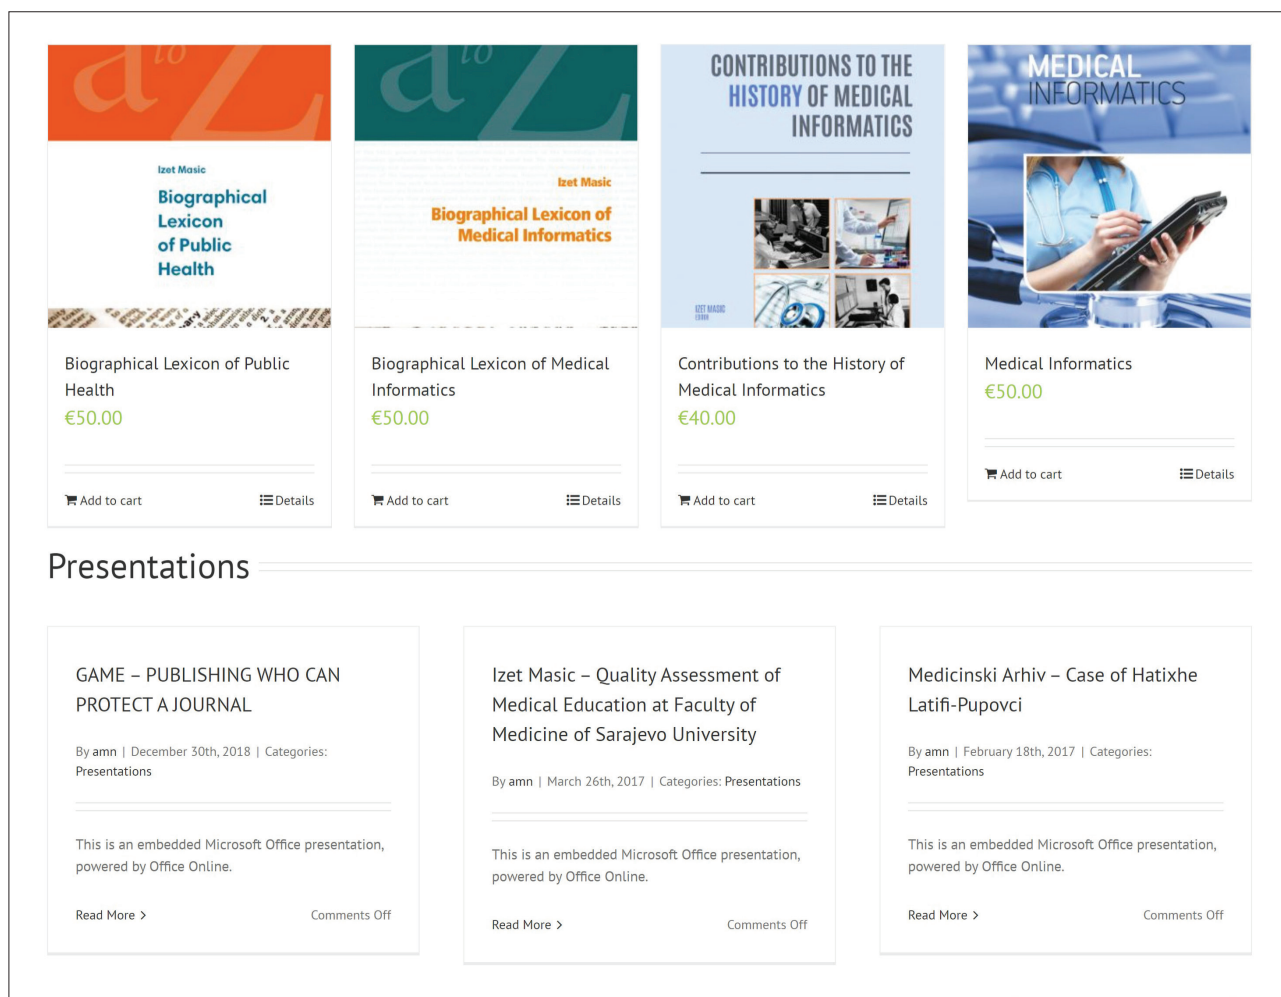 a to Z
Izet Masic
Biographical
Lexicon
of Public
Health
Biographical Lexicon of Public
Health
€50.00
Add to cart
Details
a to Z
Izet Masic
Biographical Lexicon of
Medical Informatics
Biographical Lexicon of Medical
Informatics
€50.00
Add to cart
Details
CONTRIBUTIONS TO THE
HISTORY OF MEDICAL
INFORMATICS
IZET MASIC
Contributions to the History of
Medical Informatics
€40.00
Add to cart
Details
MEDICAL
INFORMATICS
Medical Informatics
€50.00
Add to cart
Details
Presentations
GAME – PUBLISHING WHO CAN
PROTECT A JOURNAL
By amn | December 30th, 2018 | Categories:
Presentations
This is an embedded Microsoft Office presentation,
powered by Office Online.
Read More >
Comments Off
Izet Masic – Quality Assessment of
Medical Education at Faculty of
Medicine of Sarajevo University
By amn | March 26th, 2017 | Categories: Presentations
This is an embedded Microsoft Office presentation,
powered by Office Online.
Read More >
Comments Off
Medicinski Arhiv – Case of Hatixhe
Latifi-Pupovci
By amn | February 18th, 2017 | Categories:
Presentations
This is an embedded Microsoft Office presentation,
powered by Office Online.
Read More >
Comments Off